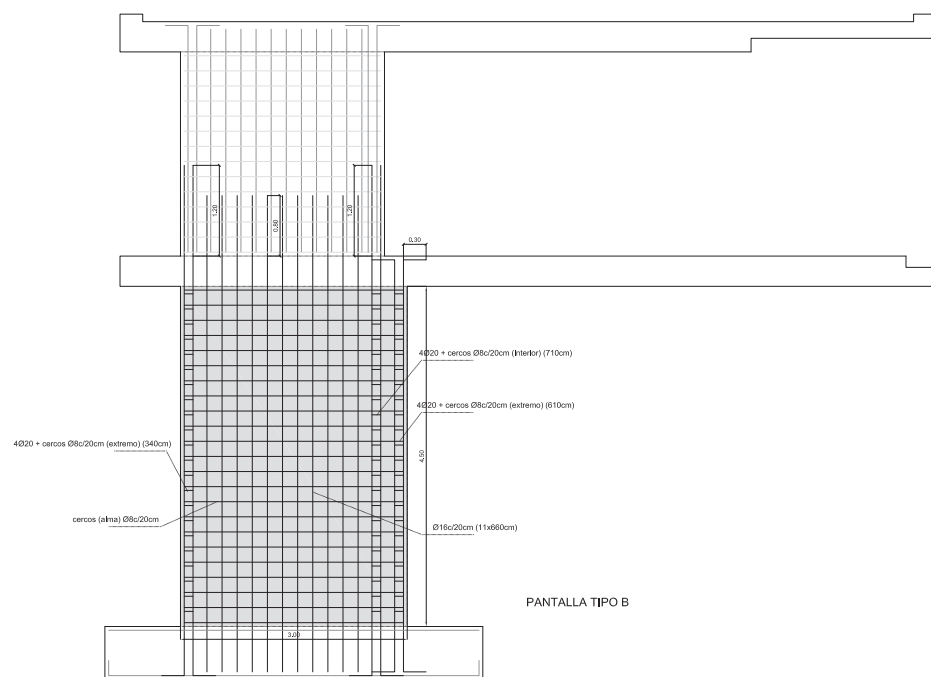 1.20
0.80
1.20
0.30
4Ø20 + cercos Ø8c/20cm (interior) (710cm)
4Ø20 + cercos Ø8c/20cm (extremo) (610cm)
4Ø20 + cercos Ø8c/20cm (extremo) (340cm)
4.50
cercos (alma) Ø8c/20cm
Ø16c/20cm (11x660cm)
PANTALLA TIPO B
3.00